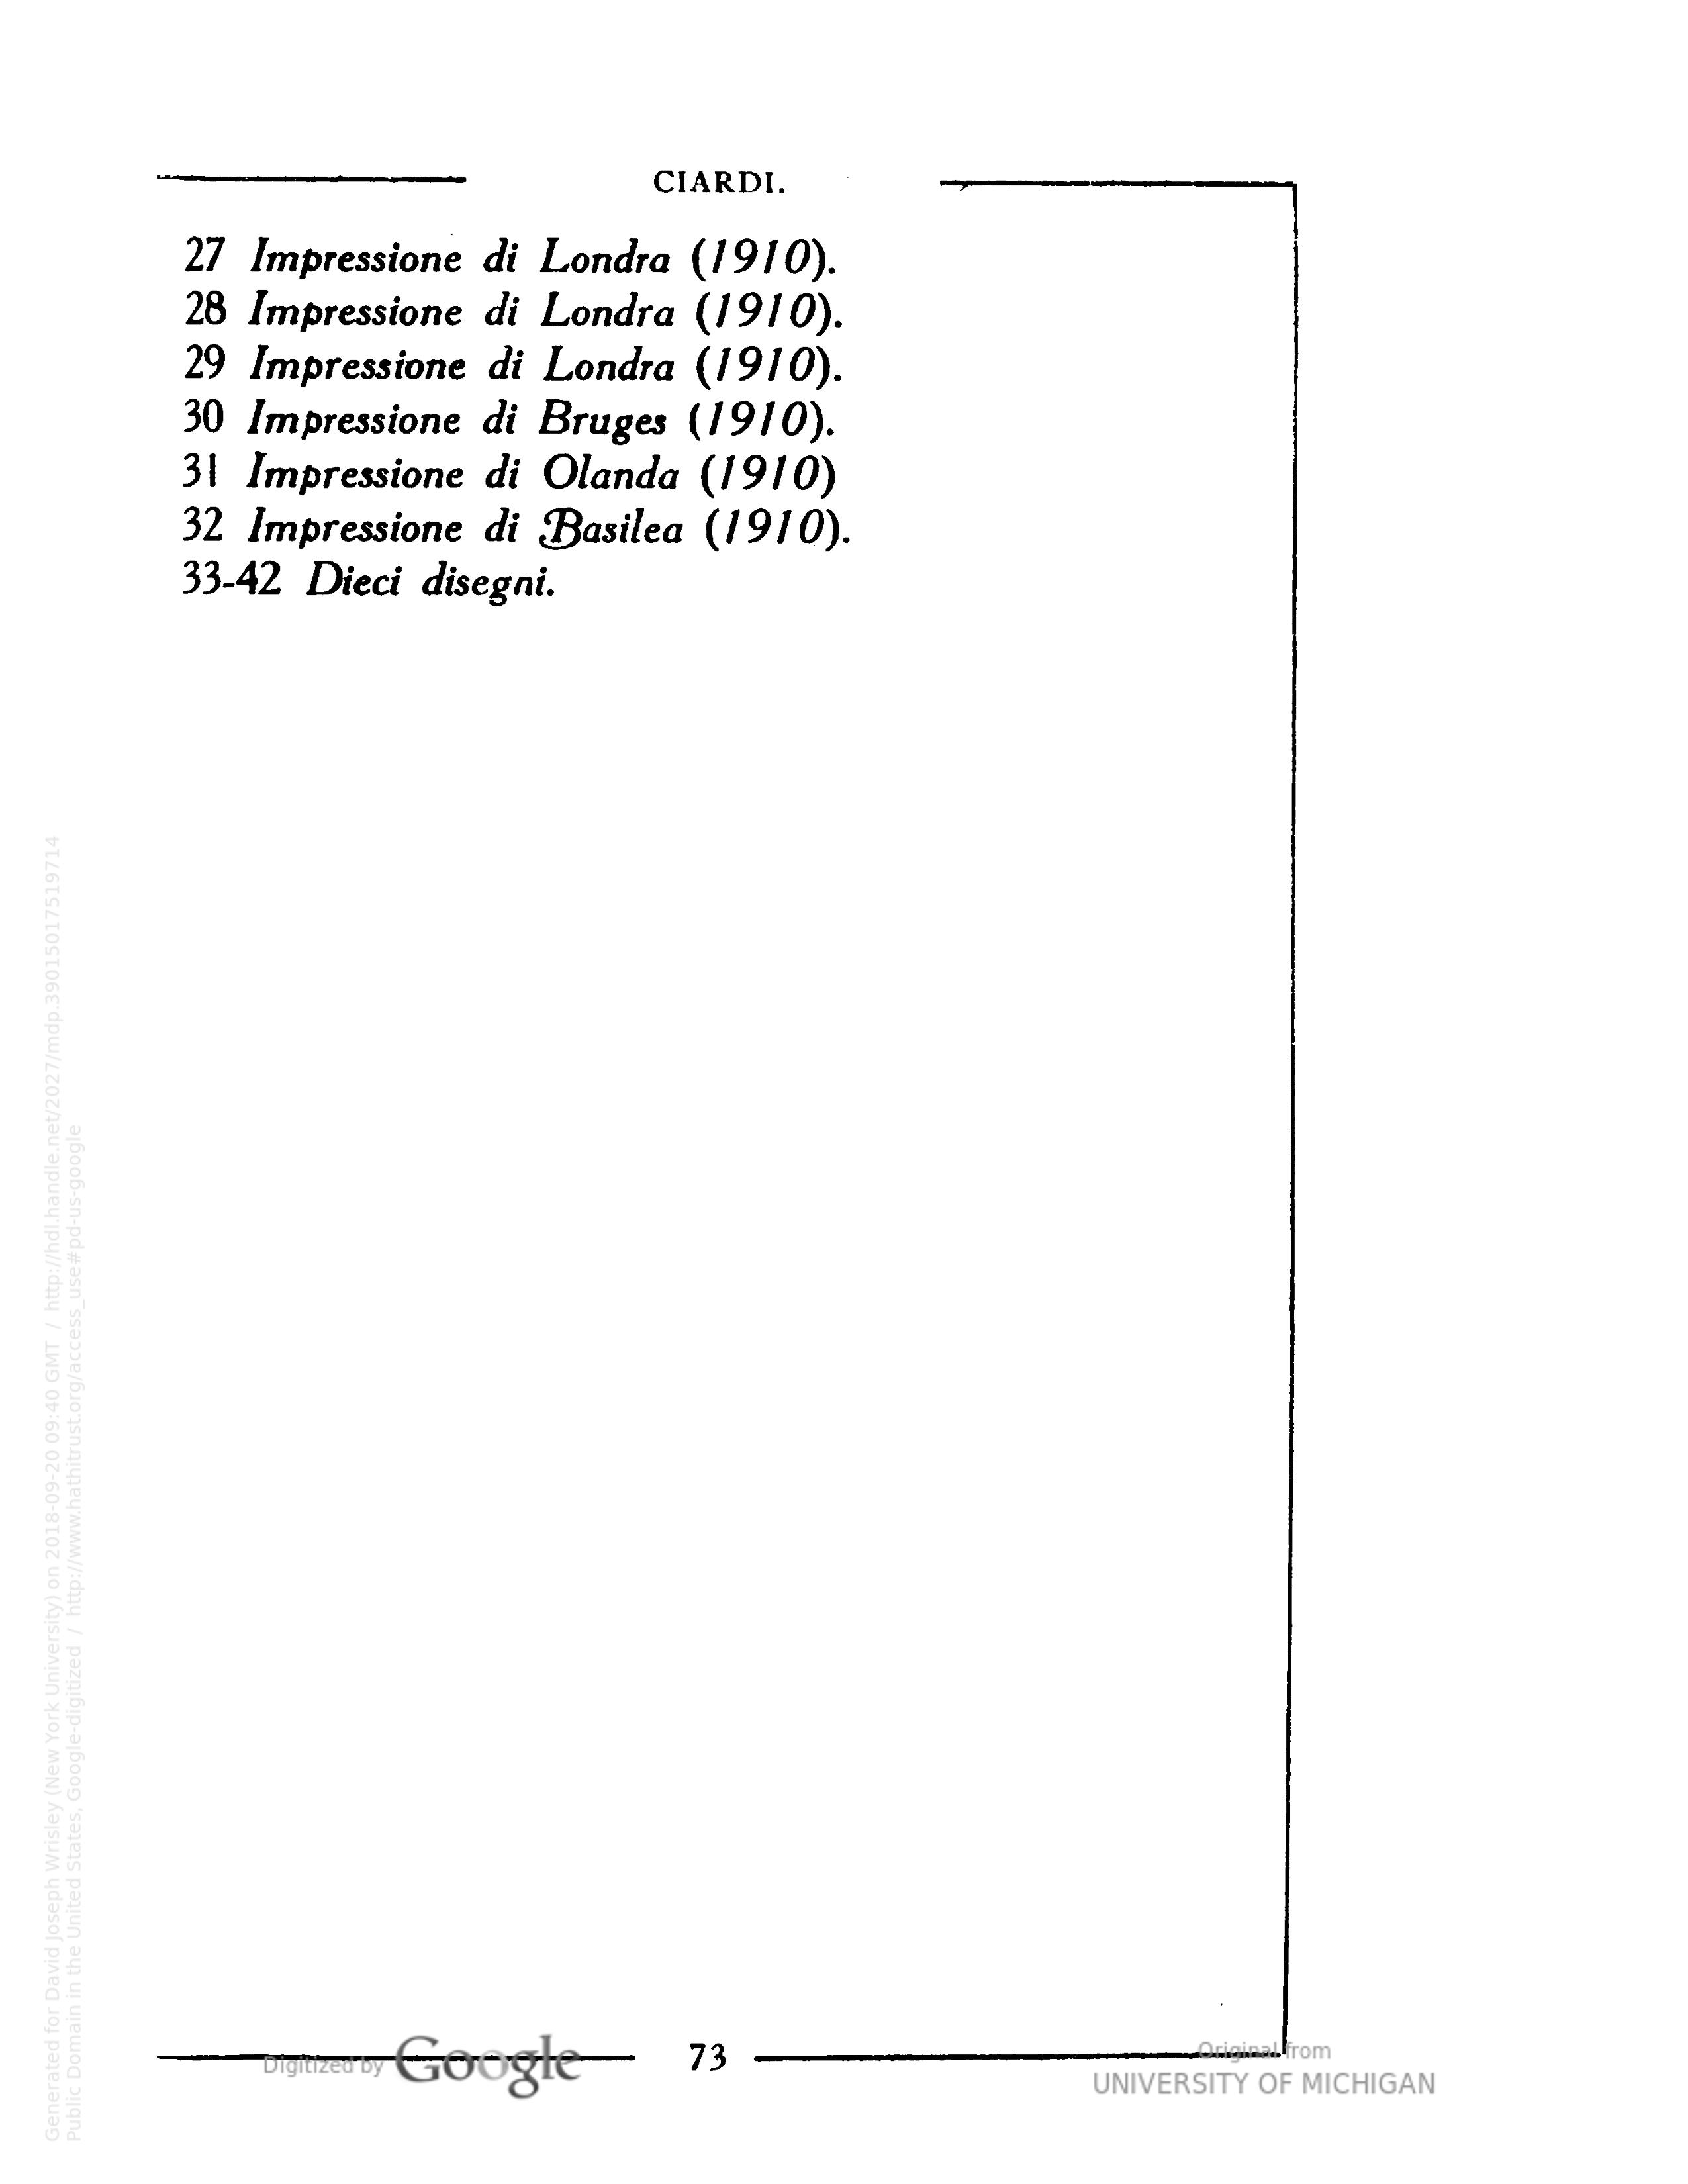 CIARDI.
27 Impressione di Londra (1910).
28 Impressione di Londra (1910).
29 Impressione di Londra (1910).
30 Impressione di Bruges (1910).
31 Impressione di Olanda (1910)
32 Impressione di Basilea (1910).
33-42 Dieci disegni.
73
Digitized by Google
Original from
UNIVERSITY OF MICHIGAN
Generated for David Joseph Wrisley (New York University) on 2018-09-20 09:40 GMT / http://hdl.handle.net/2027/mdp.39015017519714
Public Domain in the United States, Google-digitized / http://www.hathitrust.org/access_use#pd-us-google